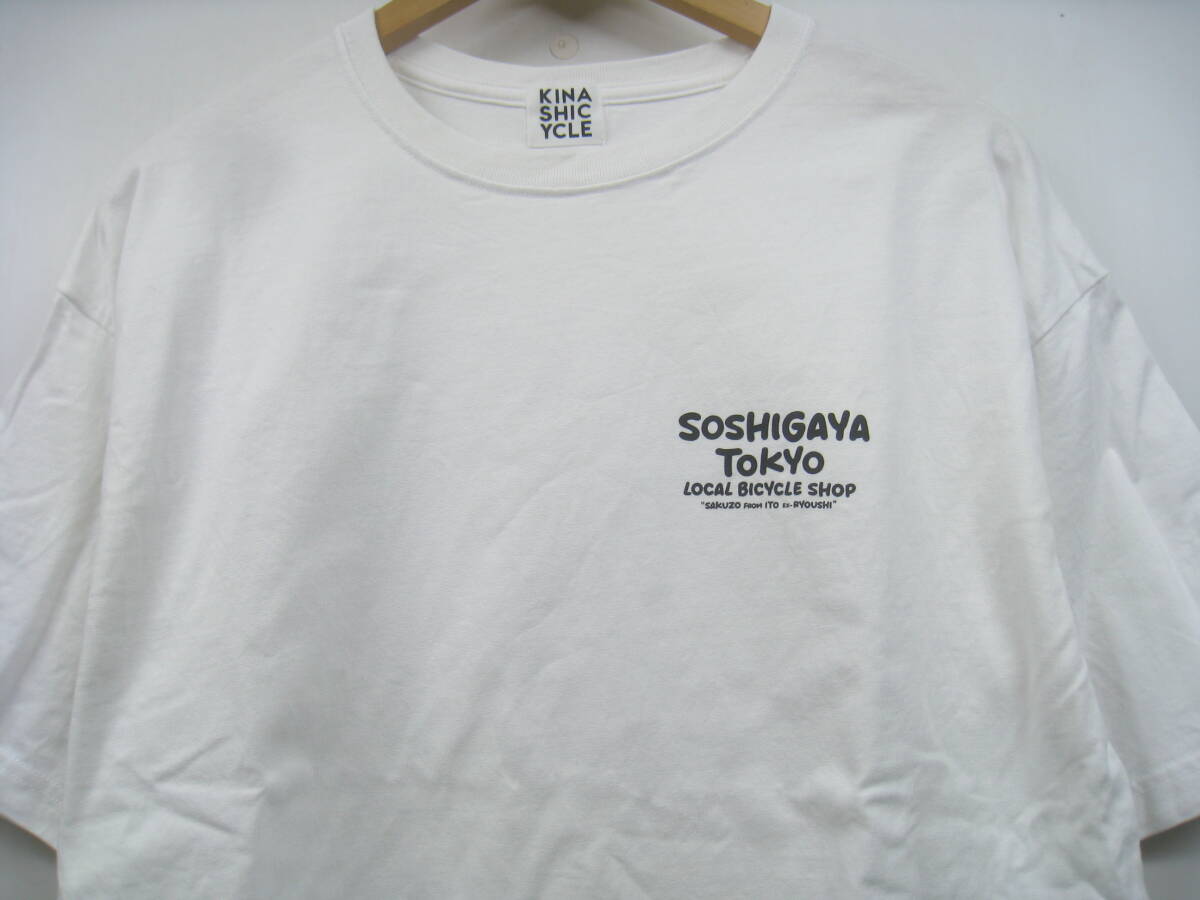 KINA
SHIC
YCLE
SOSHIGAYA
TOKYO
LOCAL BICYCLE SHOP
"SAKUZO FROM ITO EX-RYOUSHI"